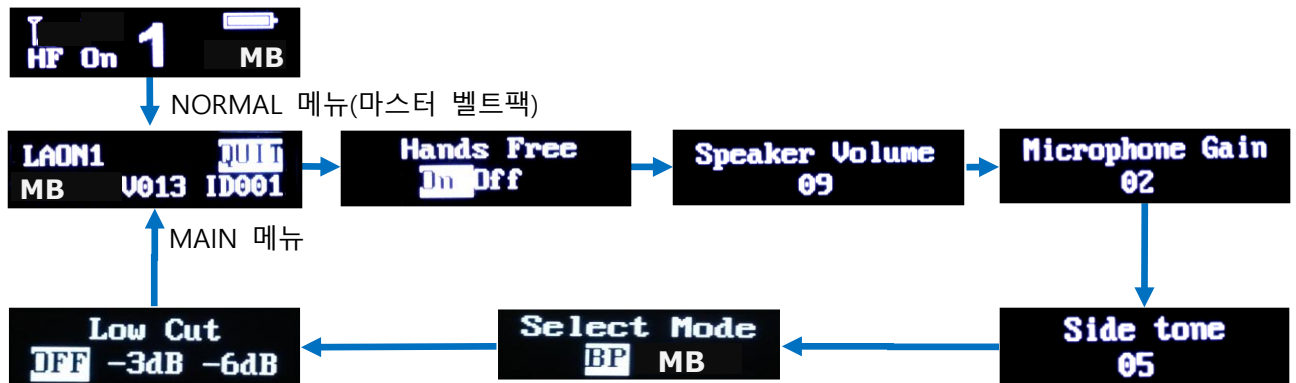 HF On 1 MB
NORMAL 메뉴(마스터 벨트팩)
LAON1 QUIT
MB V013 ID001
Hands Free
On Off
Speaker Volume
09
Microphone Gain
02
MAIN 메뉴
Low Cut
OFF -3dB -6dB
Select Mode
BP MB
Side tone
05